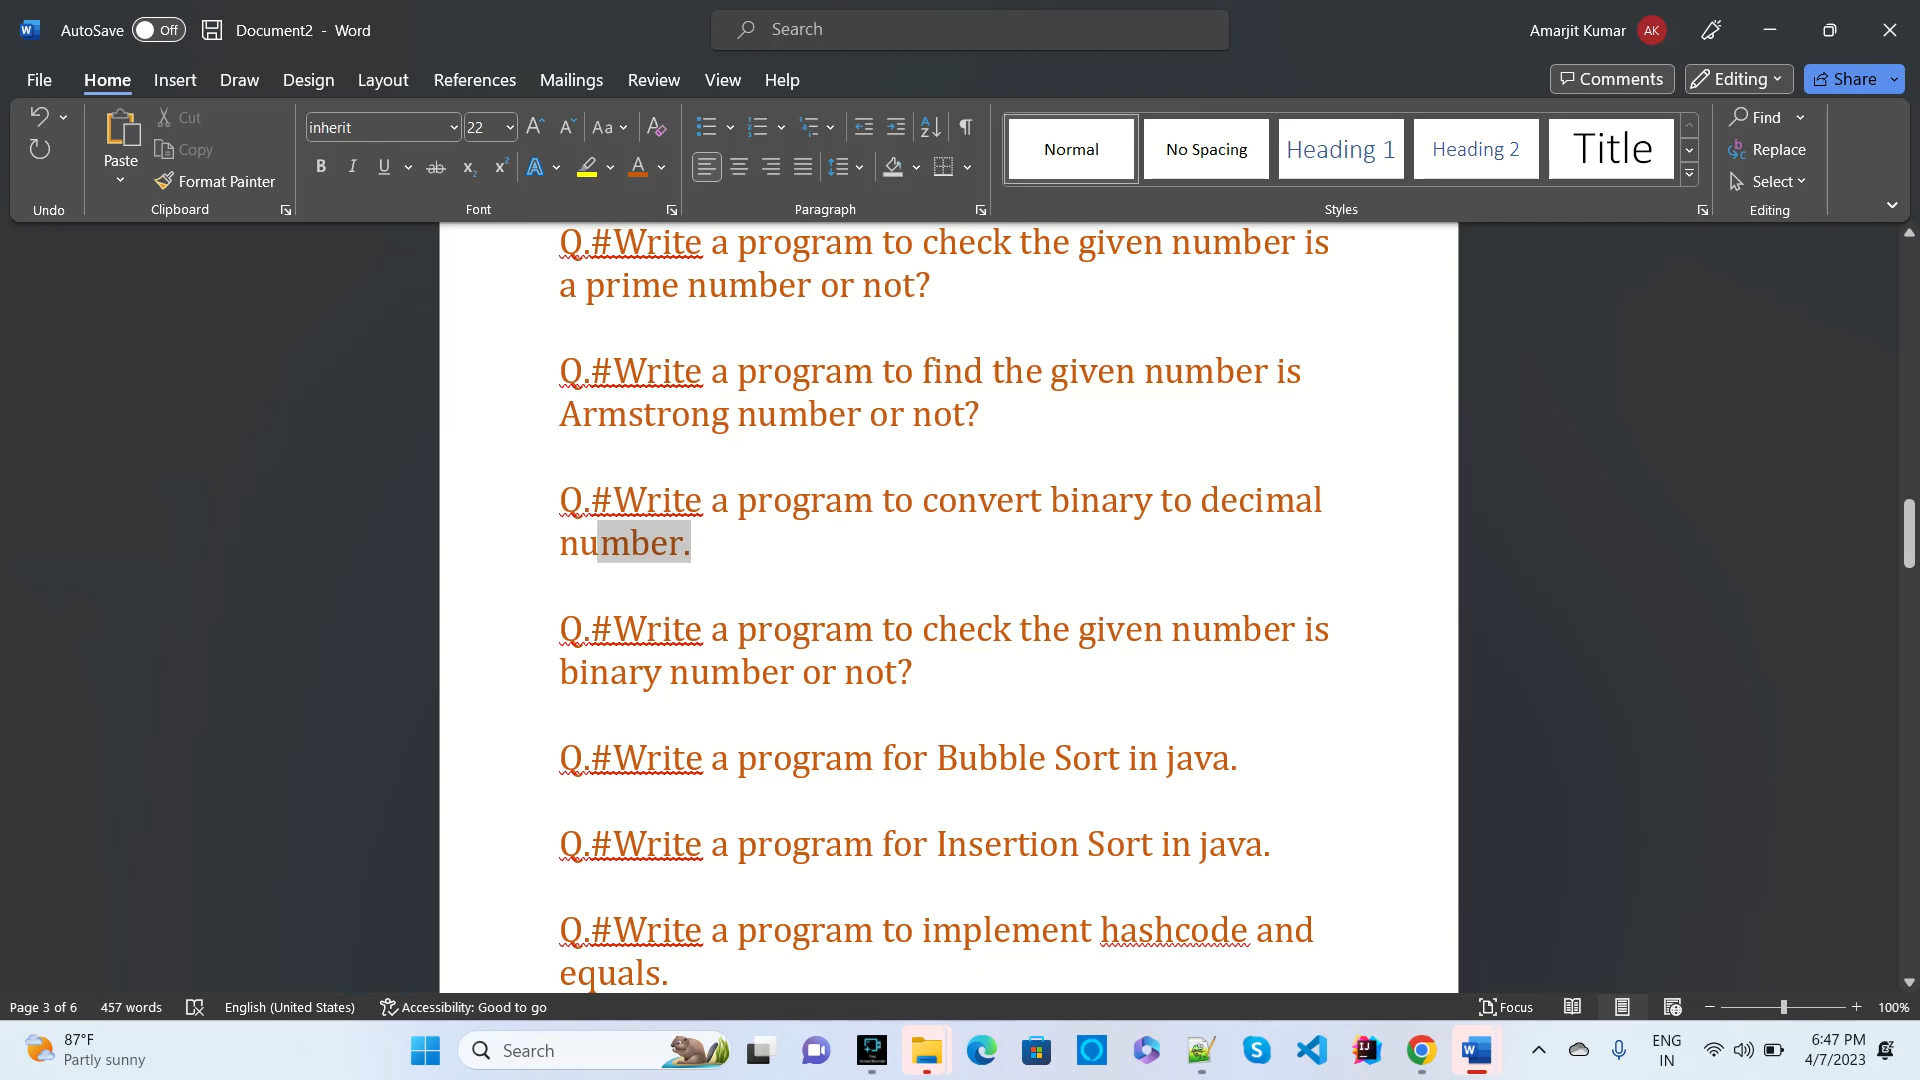 AutoSave Off Document2 - Word Search Amarjit Kumar AK
File Home Insert Draw Design Layout References Mailings Review View Help Comments Editing Share
inherit 22 Aa
Paste Cut
Copy
Format Painter
Normal No Spacing Heading 1 Heading 2 Title
Find
Replace
Select
Undo Clipboard Font Paragraph Styles Editing
Q.#Write a program to check the given number is
a prime number or not?
Q.#Write a program to find the given number is
Armstrong number or not?
Q.#Write a program to convert binary to decimal
number.
Q.#Write a program to check the given number is
binary number or not?
Q.#Write a program for Bubble Sort in java.
Q.#Write a program for Insertion Sort in java.
Q.#Write a program to implement hashcode and
equals.
Page 3 of 6 457 words English (United States) Accessibility: Good to go Focus 100%
87°F
Partly sunny
Search
ENG
IN
6:47 PM
4/7/2023